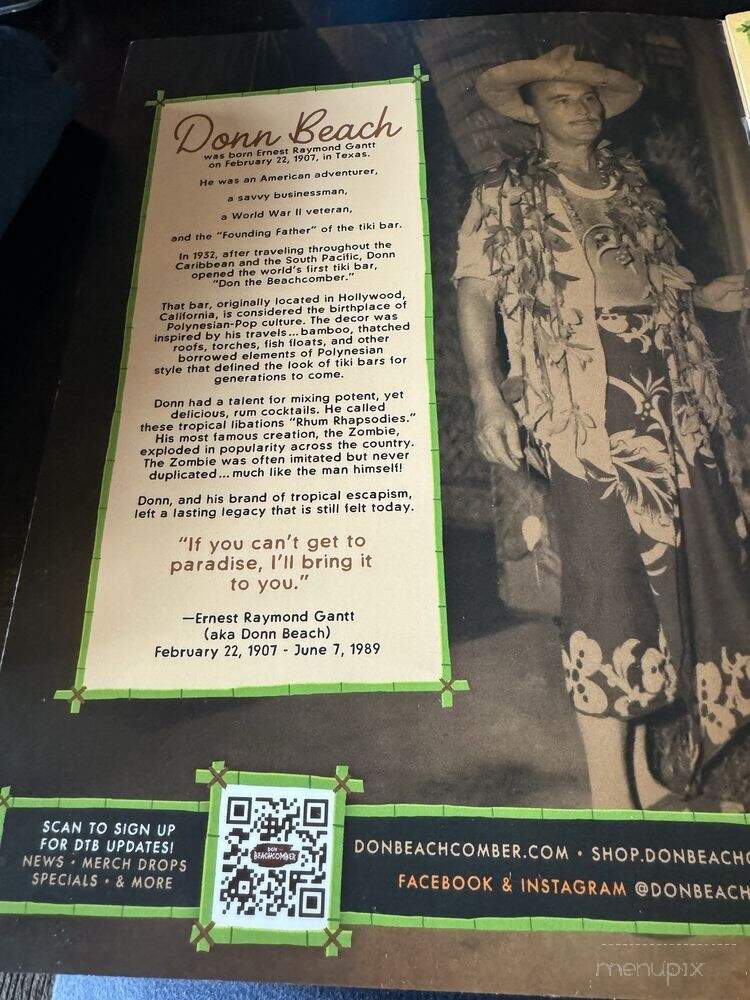 Donn Beach
was born Ernest Raymond Gantt
on February 22, 1907, in Texas.
He was an American adventurer,
a savvy businessman,
a World War II veteran,
and the "Founding Father" of the tiki bar.
In 1932, after traveling throughout the
Caribbean and the South Pacific, Donn
opened the world's first tiki bar,
"Don the Beachcomber."
That bar, originally located in Hollywood,
California, is considered the birthplace of
Polynesian-Pop culture. The decor was
inspired by his travels...bamboo, thatched
roofs, torches, fish floats, and other
borrowed elements of Polynesian
style that defined the look of tiki bars for
generations to come.
Donn had a talent for mixing potent, yet
delicious, rum cocktails. He called
these tropical libations "Rhum Rhapsodies."
His most famous creation, the Zombie,
exploded in popularity across the country.
The Zombie was often imitated but never
duplicated...much like the man himself!
Donn, and his brand of tropical escapism,
left a lasting legacy that is still felt today.
"If you can't get to
paradise, I'll bring it
to you."
—Ernest Raymond Gantt
(aka Donn Beach)
February 22, 1907 - June 7, 1989
SCAN TO SIGN UP
FOR DTB UPDATES!
NEWS • MERCH DROPS
SPECIALS • & MORE
DON
BEACHCOMBER
DONBEACHCOMBER.COM • SHOP.DONBEACHC
FACEBOOK & INSTAGRAM @DONBEACH
menupix